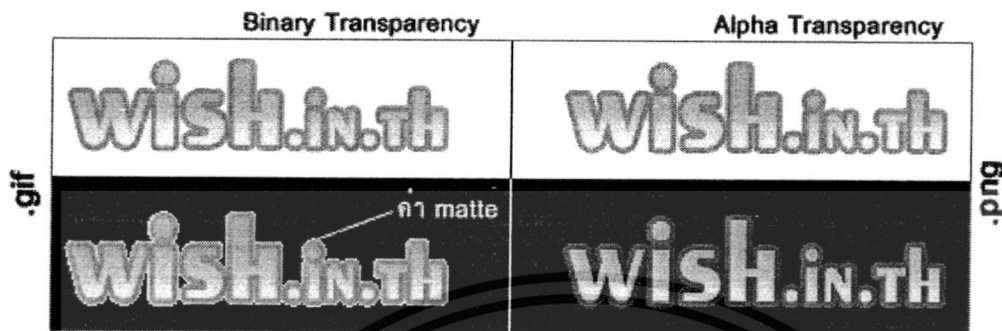 Binary Transparency Alpha Transparency
wisH.iN.TH wisH.iN.TH
.gif .png
ค่า matte
wisH.iN.TH wisH.iN.TH